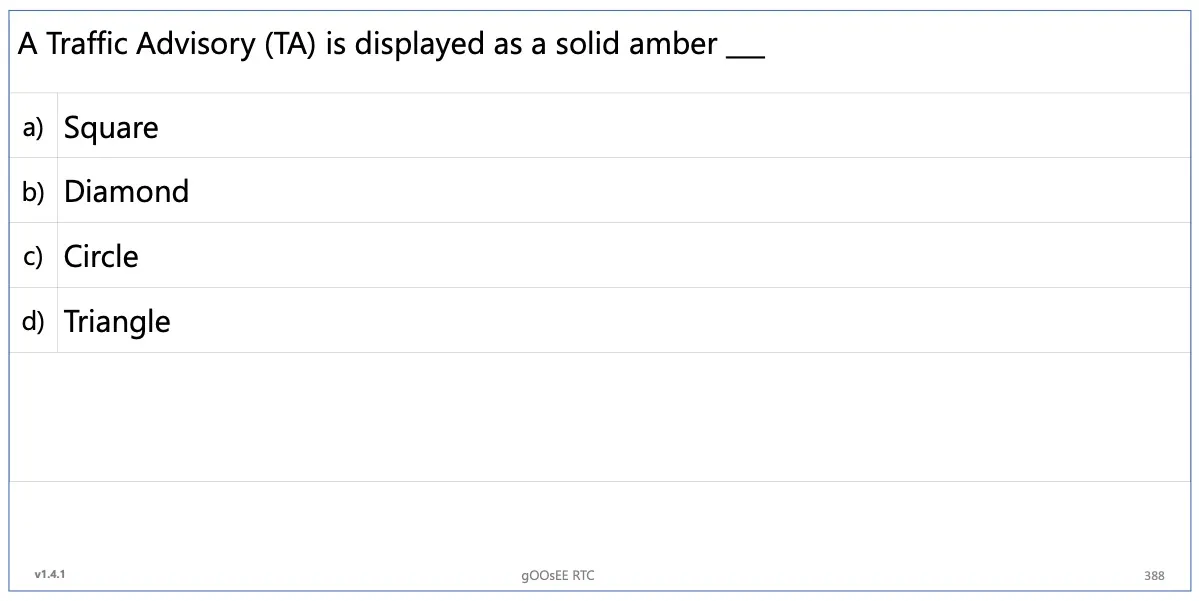 A Traffic Advisory (TA) is displayed as a solid amber ___
a) Square
b) Diamond
c) Circle
d) Triangle
v1.4.1 gOOsEE RTC 388